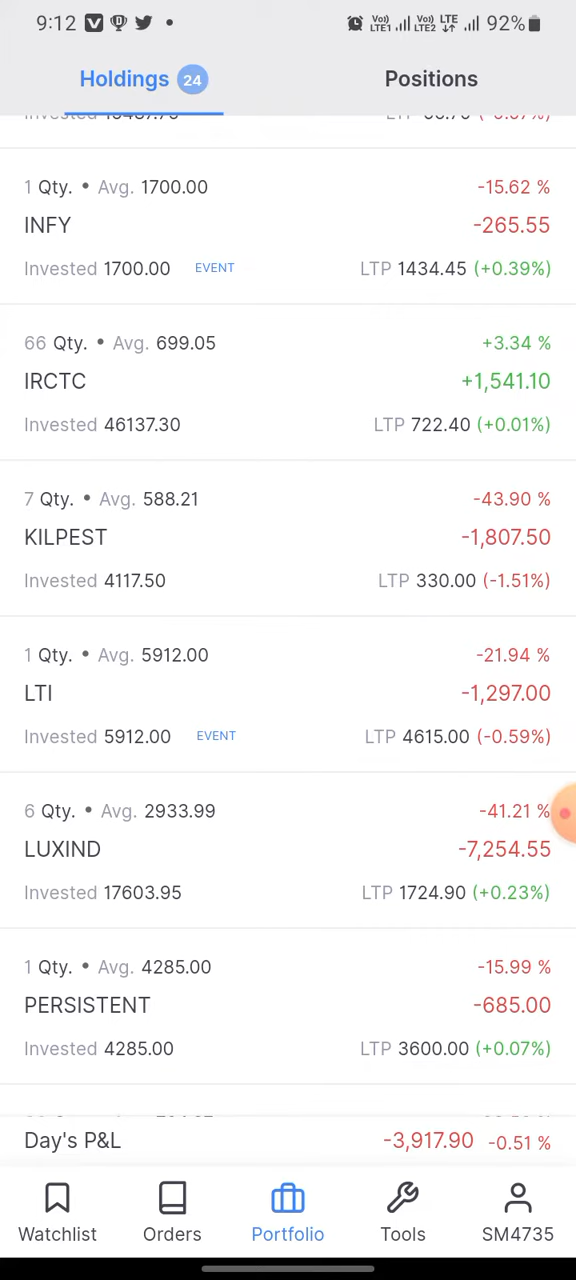 9:12 92%
Holdings 24 Positions
1 Qty. • Avg. 1700.00 -15.62 %
INFY -265.55
Invested 1700.00 EVENT LTP 1434.45 (+0.39%)
66 Qty. • Avg. 699.05 +3.34 %
IRCTC +1,541.10
Invested 46137.30 LTP 722.40 (+0.01%)
7 Qty. • Avg. 588.21 -43.90 %
KILPEST -1,807.50
Invested 4117.50 LTP 330.00 (-1.51%)
1 Qty. • Avg. 5912.00 -21.94 %
LTI -1,297.00
Invested 5912.00 EVENT LTP 4615.00 (-0.59%)
6 Qty. • Avg. 2933.99 -41.21 %
LUXIND -7,254.55
Invested 17603.95 LTP 1724.90 (+0.23%)
1 Qty. • Avg. 4285.00 -15.99 %
PERSISTENT -685.00
Invested 4285.00 LTP 3600.00 (+0.07%)
Day's P&L -3,917.90 -0.51 %
Watchlist Orders Portfolio Tools SM4735